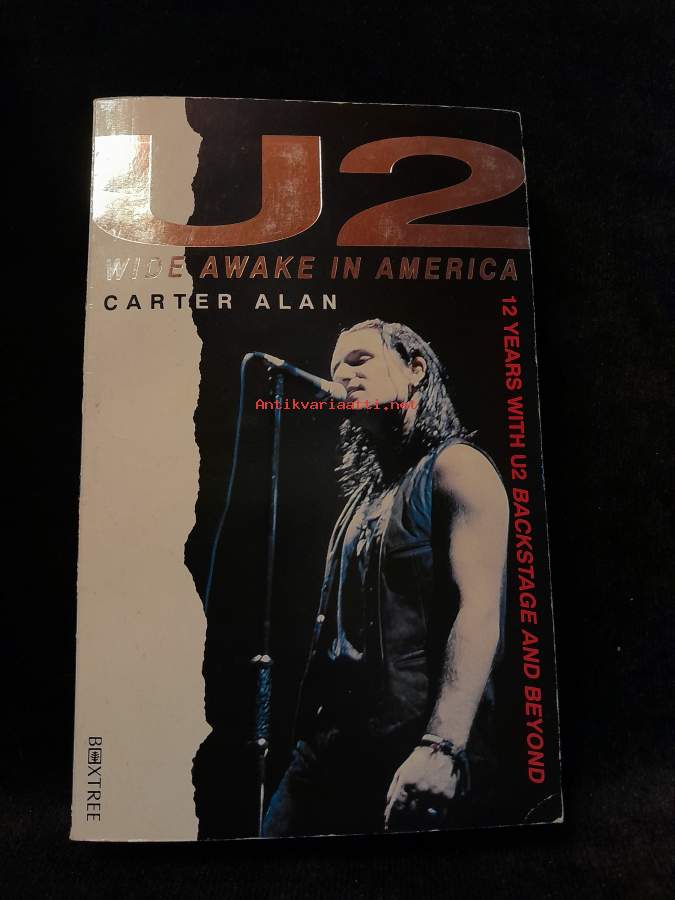 U2
WIDE AWAKE IN AMERICA
CARTER ALAN
12 YEARS WITH U2 BACKSTAGE AND BEYOND
Antikvariaatti.net
BOXTREE